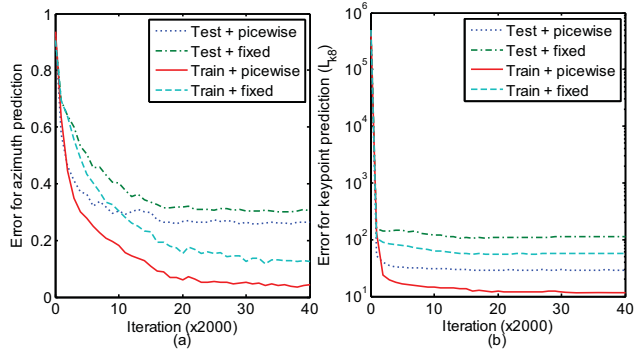 Error for azimuth prediction
1
0.8
0.6
0.4
0.2
0
0 10 20 30 40
Iteration (x2000)
(a)
Test + picewise
Test + fixed
Train + picewise
Train + fixed
Error for keypoint prediction (Lk8)
10^6
10^5
10^4
10^3
10^2
10^1
0 10 20 30 40
Iteration (x2000)
(b)
Test + picewise
Test + fixed
Train + picewise
Train + fixed